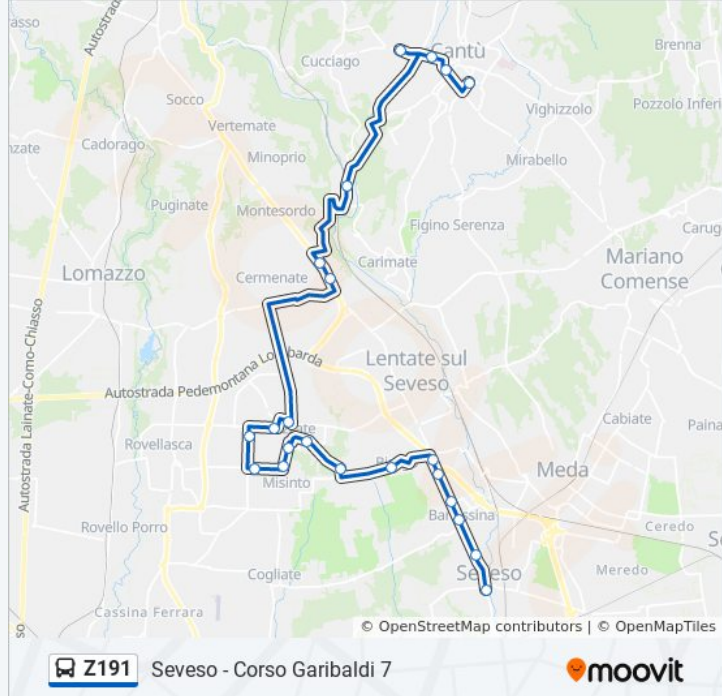 asso
Autostrada
Cucciago
Cantù
Brenna
Socco
Vighizzolo
Pozzolo Inferi
Vertemate
nzate
Cadorago
Minoprio
Mirabello
Puginate
Montesordo
Figino Serenza
Carug
Lomazzo
Carimate
Mariano
Comense
Cermenate
Autostrada Lainate-Como-Chiasso
Lentate sul
Seveso
Autostrada Pedemontana Lombarda
Cabiate
Paina
Rovellasca
Misinto
Meda
Rovello Porro
Ceredo
Cogliate
Seveso
Meredo
Cassina Ferrara
so
© OpenStreetMap contributors | © OpenMapTiles
Z191 Seveso - Corso Garibaldi 7
moovit